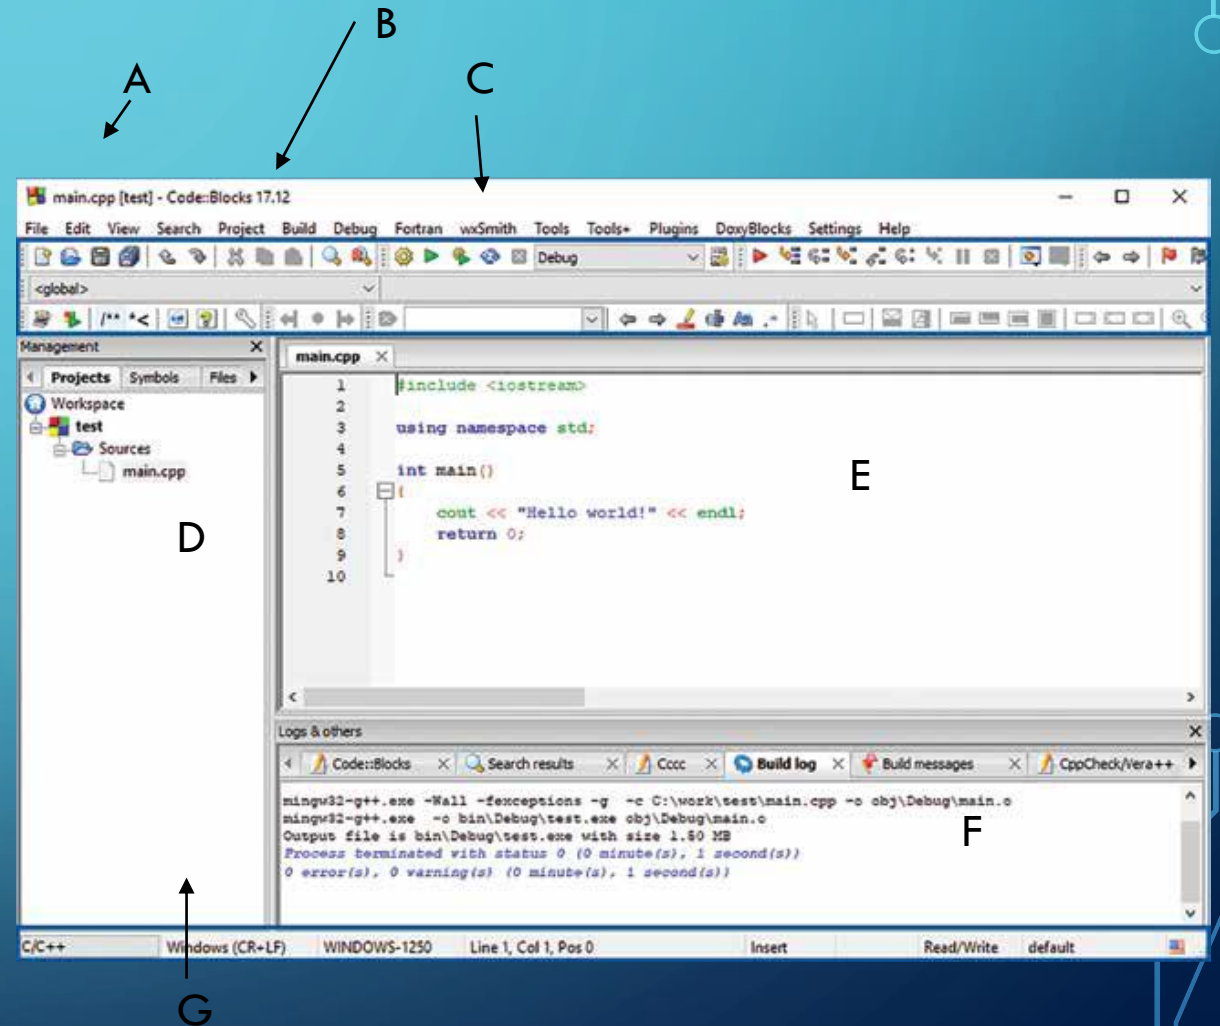 B
A
C
main.cpp [test] - Code::Blocks 17.12
File Edit View Search Project Build Debug Fortran wxSmith Tools Tools+ Plugins DoxyBlocks Settings Help
Debug
<global>
/** *<
Management
main.cpp
Projects Symbols Files
Workspace
test
Sources
main.cpp
D
1 #include <iostream>
2
3 using namespace std;
4
5 int main()
6 {
7 cout << "Hello world!" << endl;
8 return 0;
9 }
10
E
Logs & others
Code::Blocks Search results Cccc Build log Build messages CppCheck/Vera++
mingw32-g++.exe -Wall -fexceptions -g -c C:\work\test\main.cpp -o obj\Debug\main.o
mingw32-g++.exe -o bin\Debug\test.exe obj\Debug\main.o
Output file is bin\Debug\test.exe with size 1.50 MB
Process terminated with status 0 (0 minute(s), 1 second(s))
0 error(s), 0 warning(s) (0 minute(s), 1 second(s))
F
C/C++ Windows (CR+LF) WINDOWS-1250 Line 1, Col 1, Pos 0 Insert Read/Write default
G